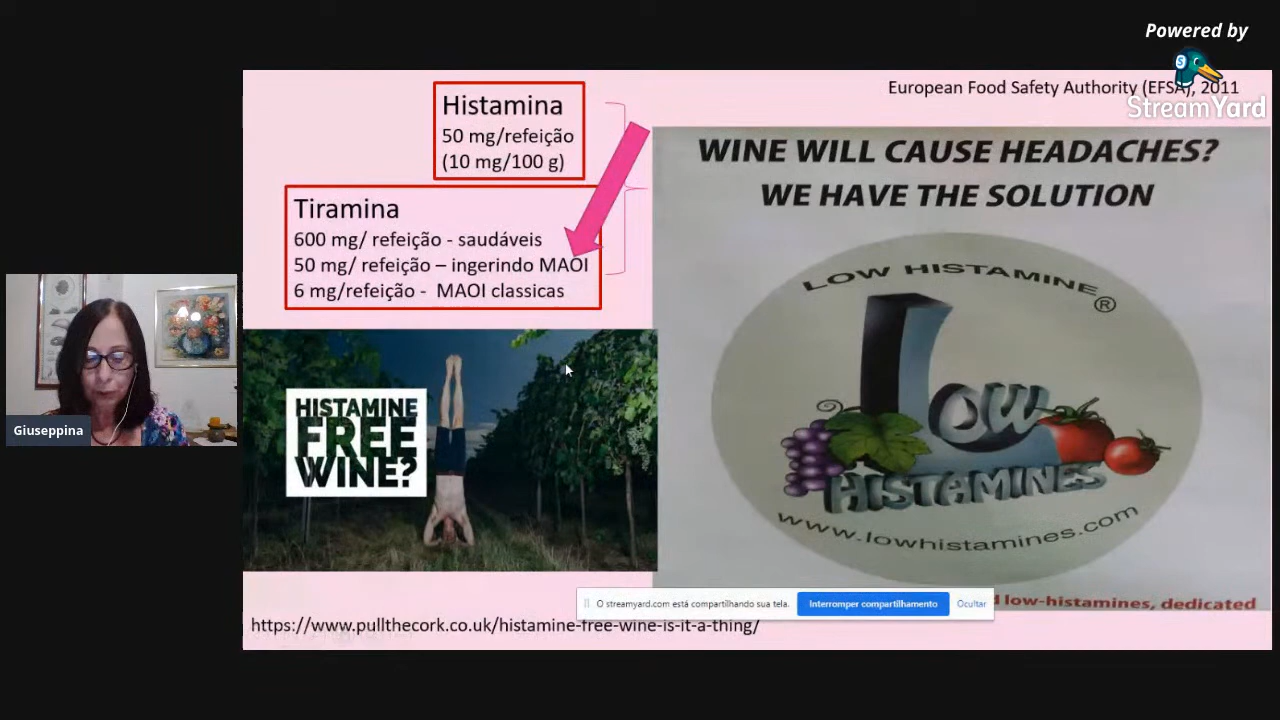 Powered by
StreamYard
European Food Safety Authority (EFSA), 2011
Histamina
50 mg/refeição
(10 mg/100 g)
Tiramina
600 mg/ refeição - saudáveis
50 mg/ refeição – ingerindo MAOI
6 mg/refeição - MAOI classicas
WINE WILL CAUSE HEADACHES?
WE HAVE THE SOLUTION
LOW HISTAMINE®
LOW
HISTAMINES
www.lowhistamines.com
low-histamines, dedicated
HISTAMINE
FREE
WINE?
Giuseppina
O streamyard.com está compartilhando sua tela.
Interromper compartilhamento
Ocultar
https://www.pullthecork.co.uk/histamine-free-wine-is-it-a-thing/